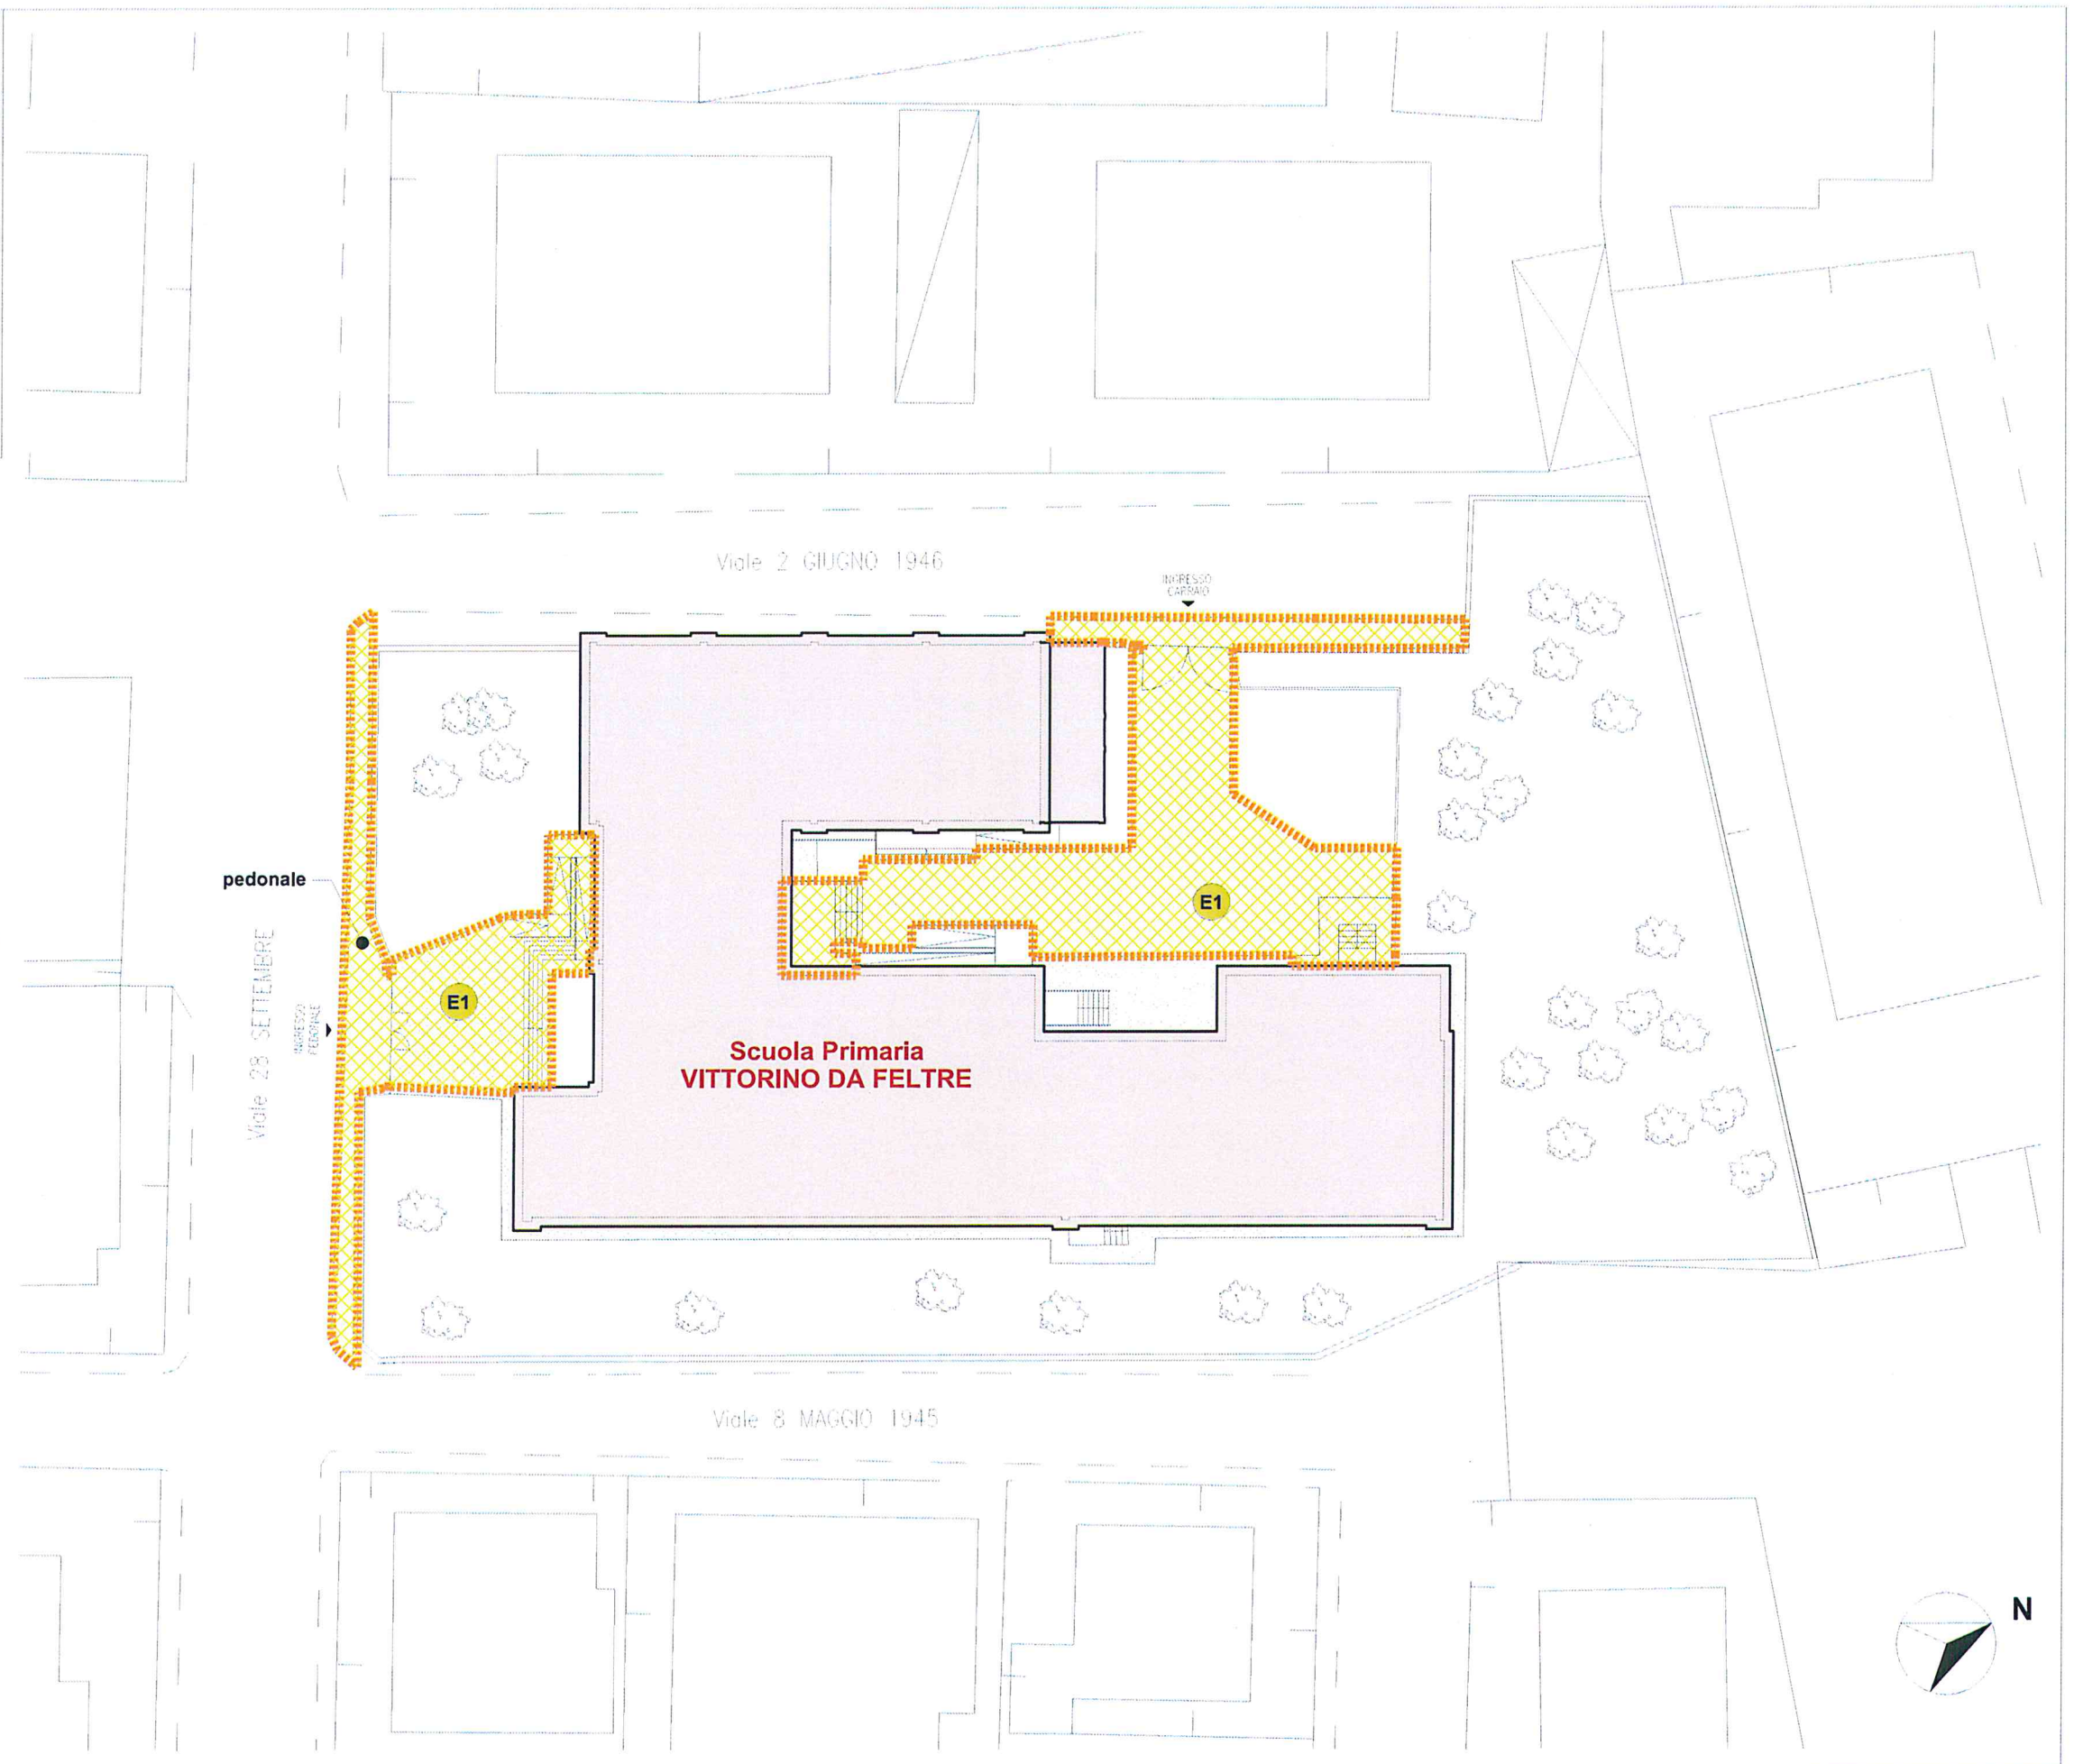 Viale 2 GIUGNO 1946
INGRESSO
CARRAIO
pedonale
E1
Viale 28 SETTEMBRE
INGRESSO
PEDONALE
E1
Scuola Primaria
VITTORINO DA FELTRE
Viale 8 MAGGIO 1945
N